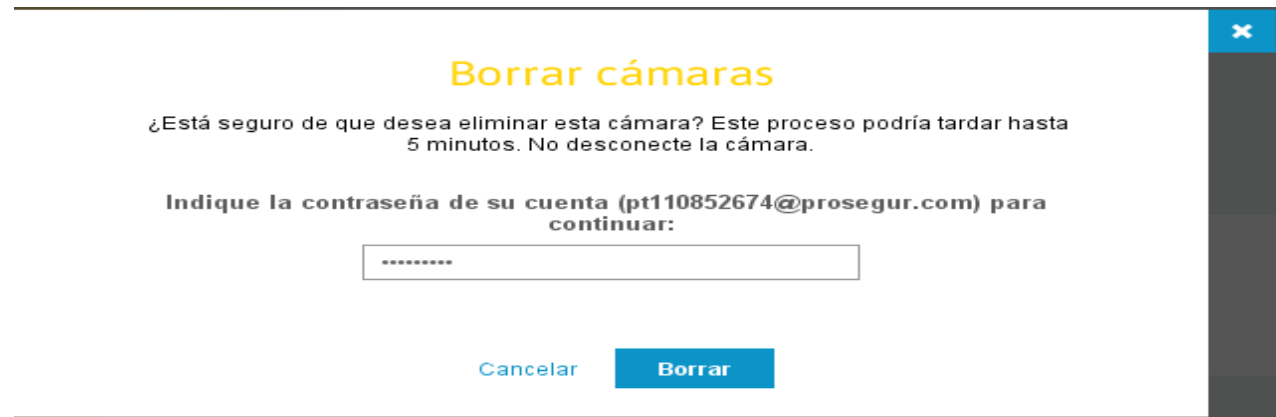 Borrar cámaras
¿Está seguro de que desea eliminar esta cámara? Este proceso podría tardar hasta
5 minutos. No desconecte la cámara.
Indique la contraseña de su cuenta (pt110852674@prosegur.com) para
continuar:
•••••••••
Cancelar Borrar